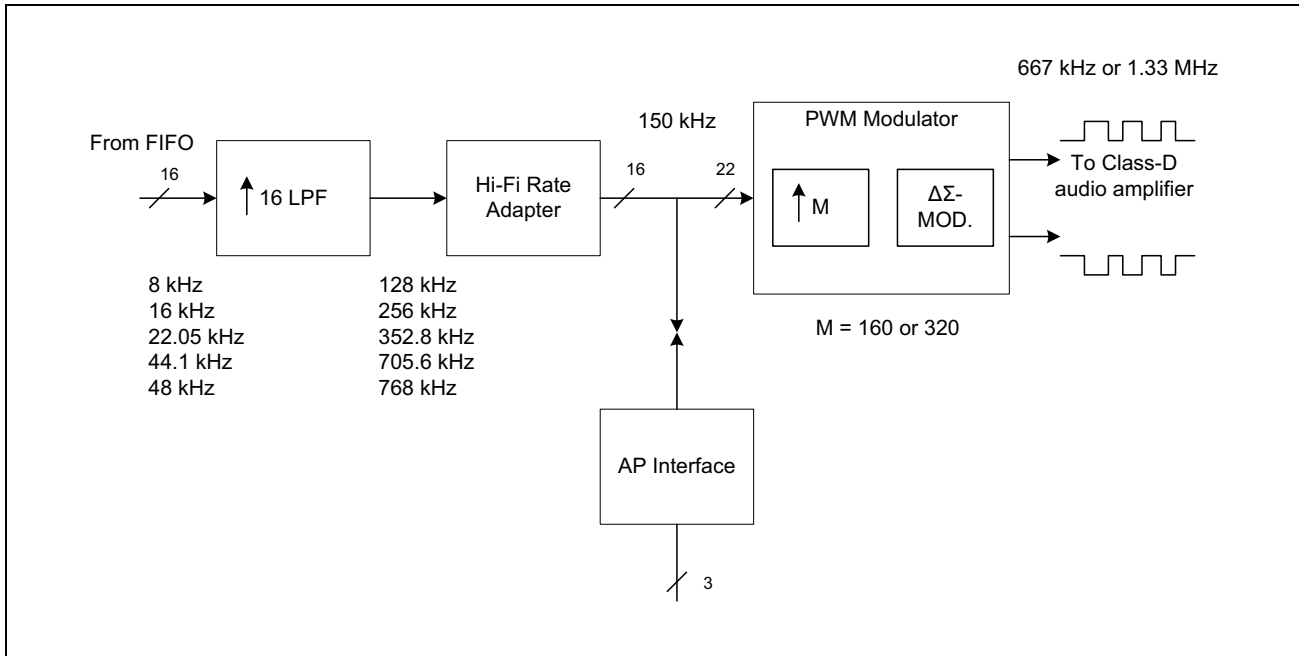 667 kHz or 1.33 MHz
150 kHz
PWM Modulator
From FIFO
16
↑ 16 LPF
Hi-Fi Rate
Adapter
16
22
↑ M
ΔΣ-
MOD.
To Class-D
audio amplifier
8 kHz
16 kHz
22.05 kHz
44.1 kHz
48 kHz
128 kHz
256 kHz
352.8 kHz
705.6 kHz
768 kHz
M = 160 or 320
AP Interface
3